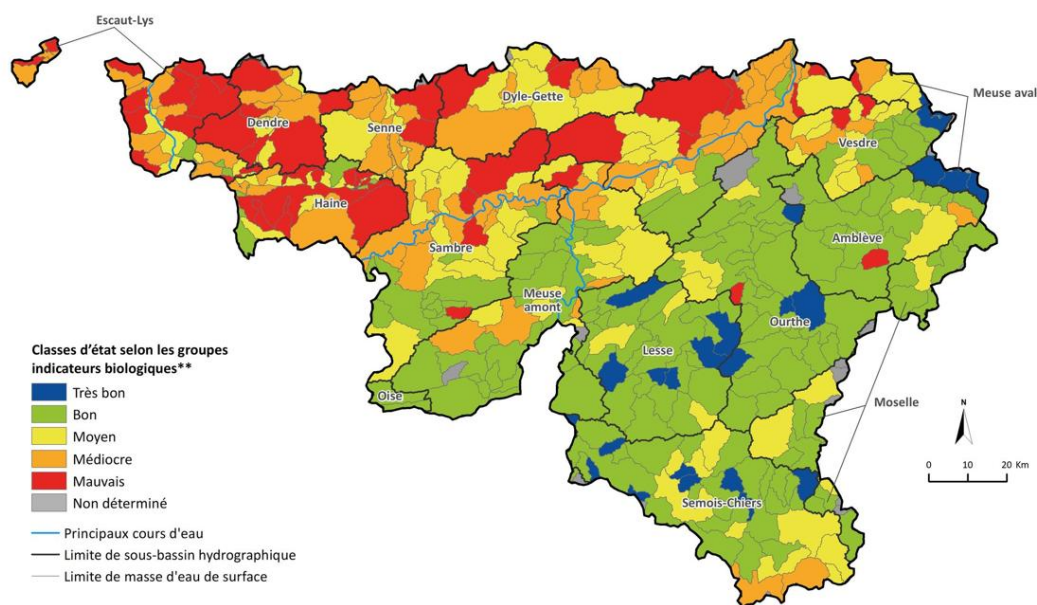 Escaut-Lys
Meuse aval
Dyle-Gette
Dendre
Senne
Vesdre
Haine
Amblève
Sambre
Meuse
amont
Ourthe
Lesse
Oise
Moselle
Semois-Chiers
Classes d'état selon les groupes
indicateurs biologiques**
Très bon
Bon
Moyen
Médiocre
Mauvais
Non déterminé
Principaux cours d'eau
Limite de sous-bassin hydrographique
Limite de masse d'eau de surface
N
0 10 20 Km